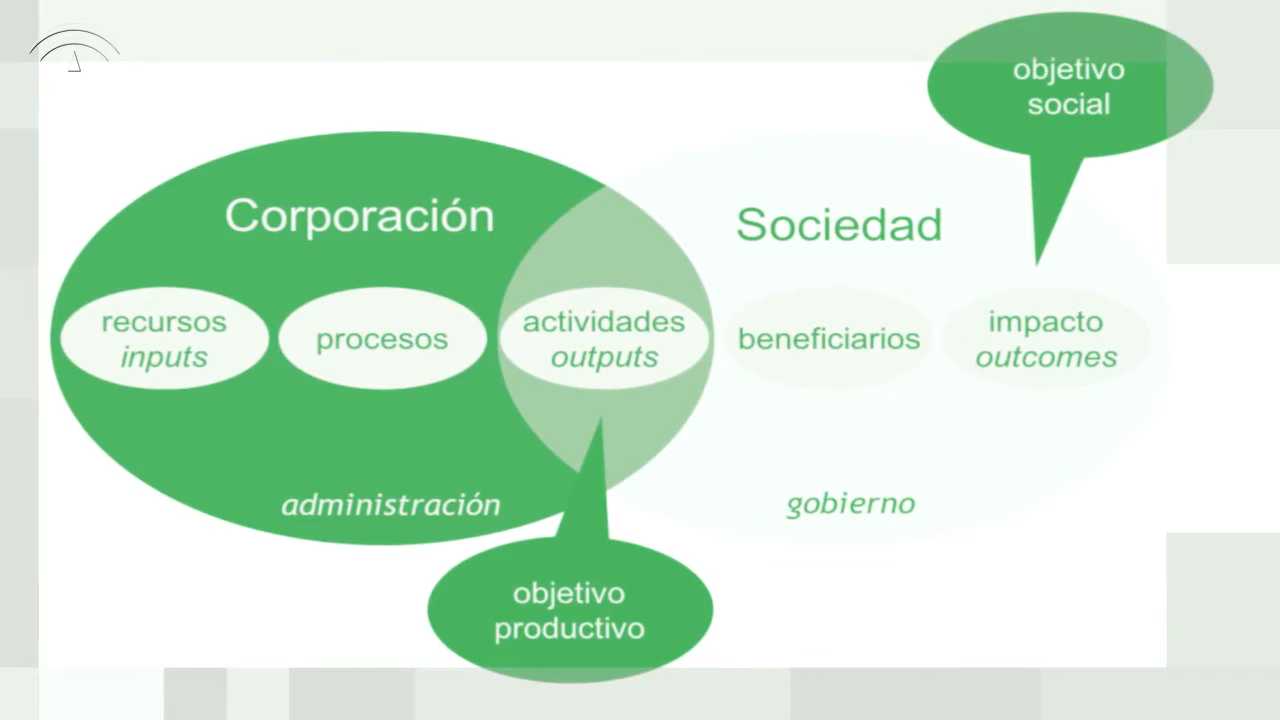 objetivo
social
Corporación
Sociedad
recursos
inputs
procesos
actividades
outputs
beneficiarios
impacto
outcomes
administración
gobierno
objetivo
productivo